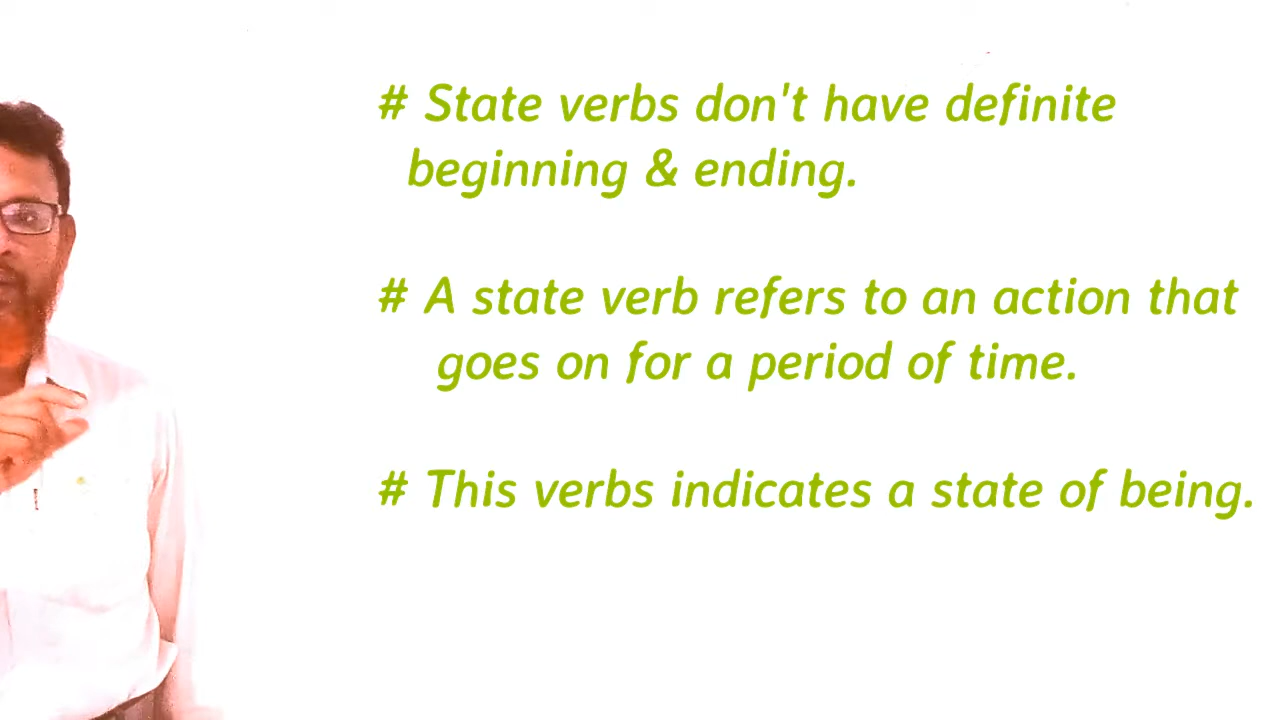 # State verbs don't have definite
beginning & ending.
# A state verb refers to an action that
goes on for a period of time.
# This verbs indicates a state of being.